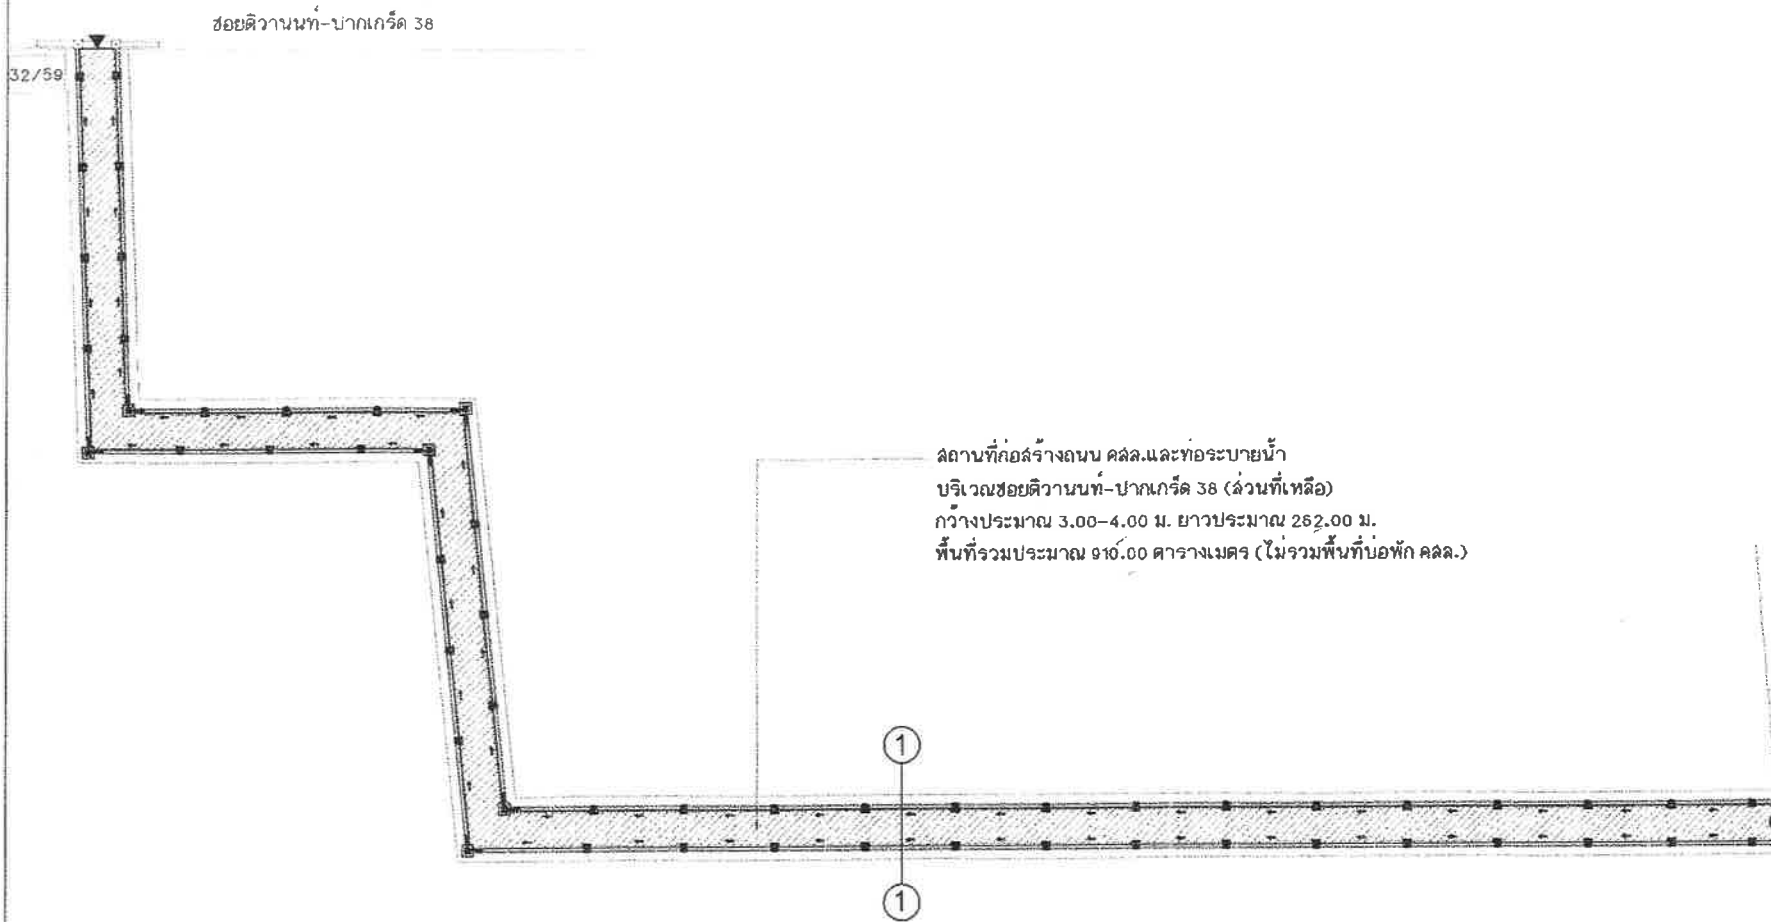 ซอยติวานนท์-ปากเกร็ด 38
32/59
สถานที่ก่อสร้างถนน คสล.และท่อระบายน้ำ
บริเวณซอยติวานนท์-ปากเกร็ด 38 (ส่วนที่เหลือ)
กว้างประมาณ 3.00-4.00 ม. ยาวประมาณ 262.00 ม.
พื้นที่รวมประมาณ 910.00 ตารางเมตร (ไม่รวมพื้นที่บ่อพัก คสล.)
1
1